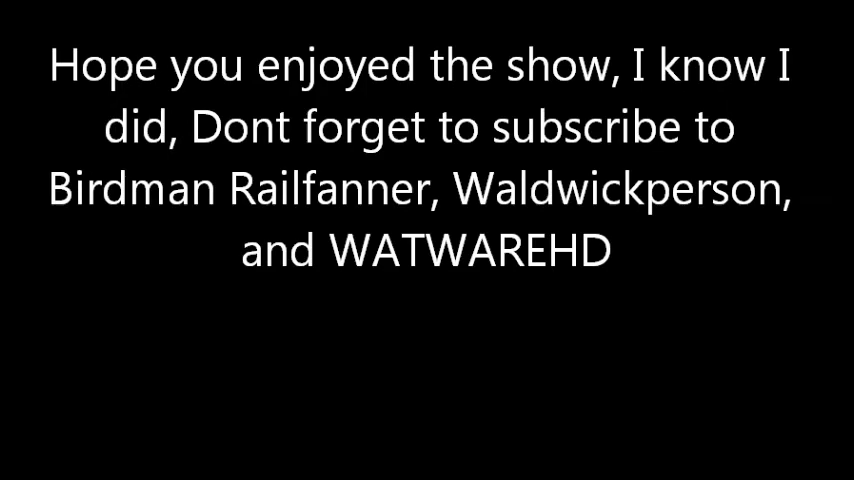 Hope you enjoyed the show, I know I
did, Dont forget to subscribe to
Birdman Railfanner, Waldwickperson,
and WATWAREHD